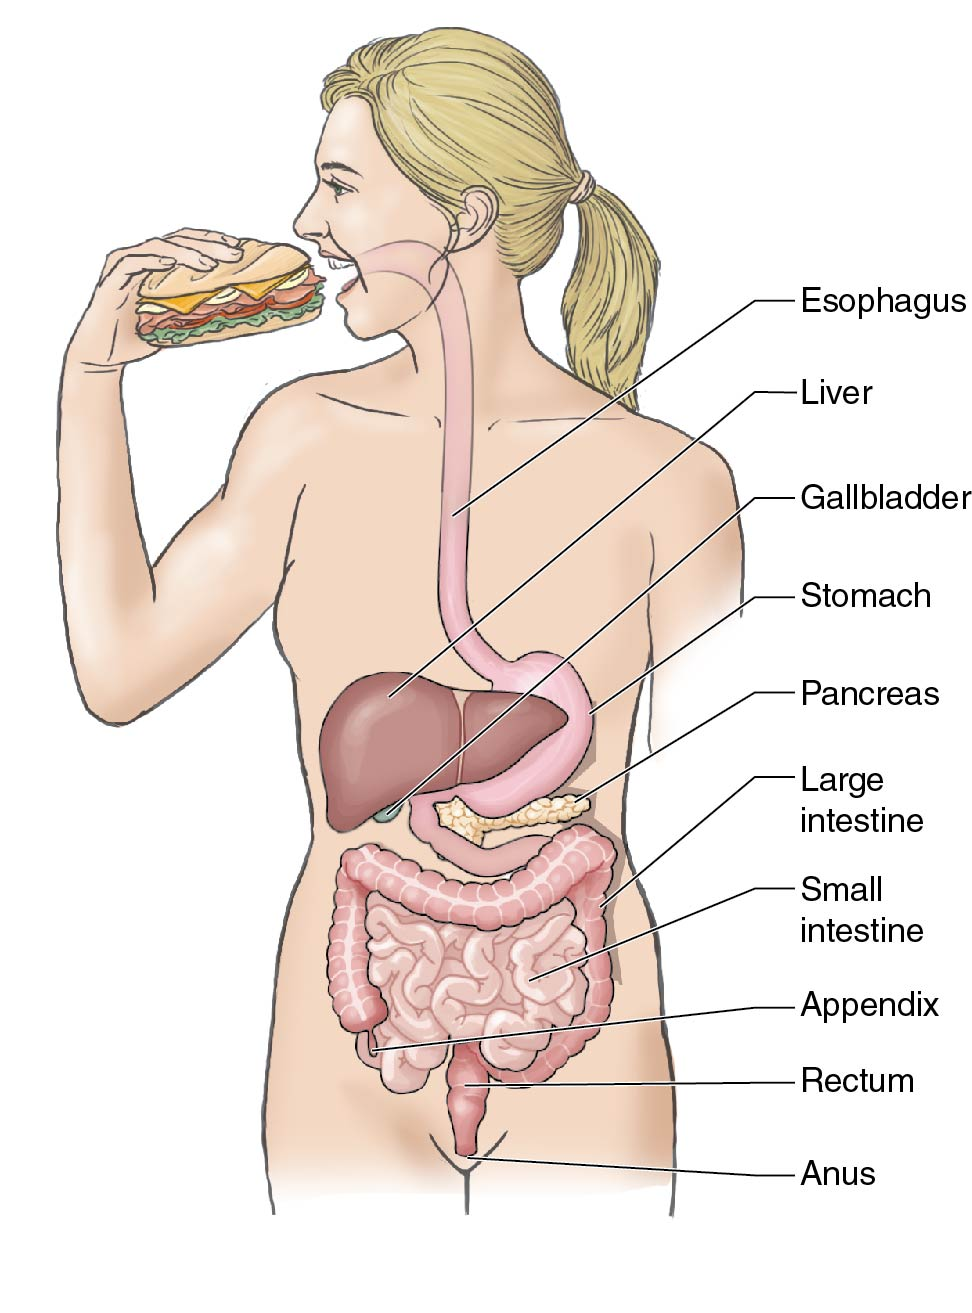 Esophagus
Liver
Gallbladder
Stomach
Pancreas
Large
intestine
Small
intestine
Appendix
Rectum
Anus